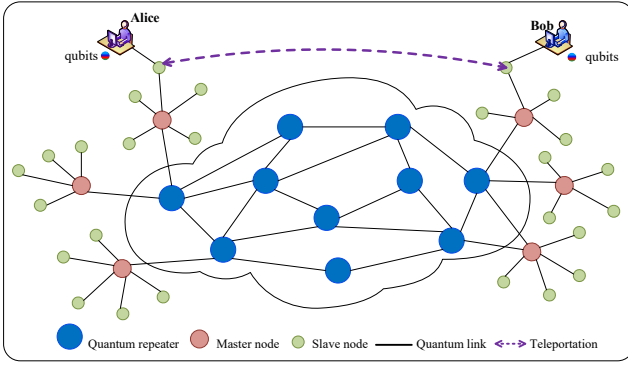 Alice
Bob
qubits
qubits
Quantum repeater
Master node
Slave node
Quantum link
Teleportation